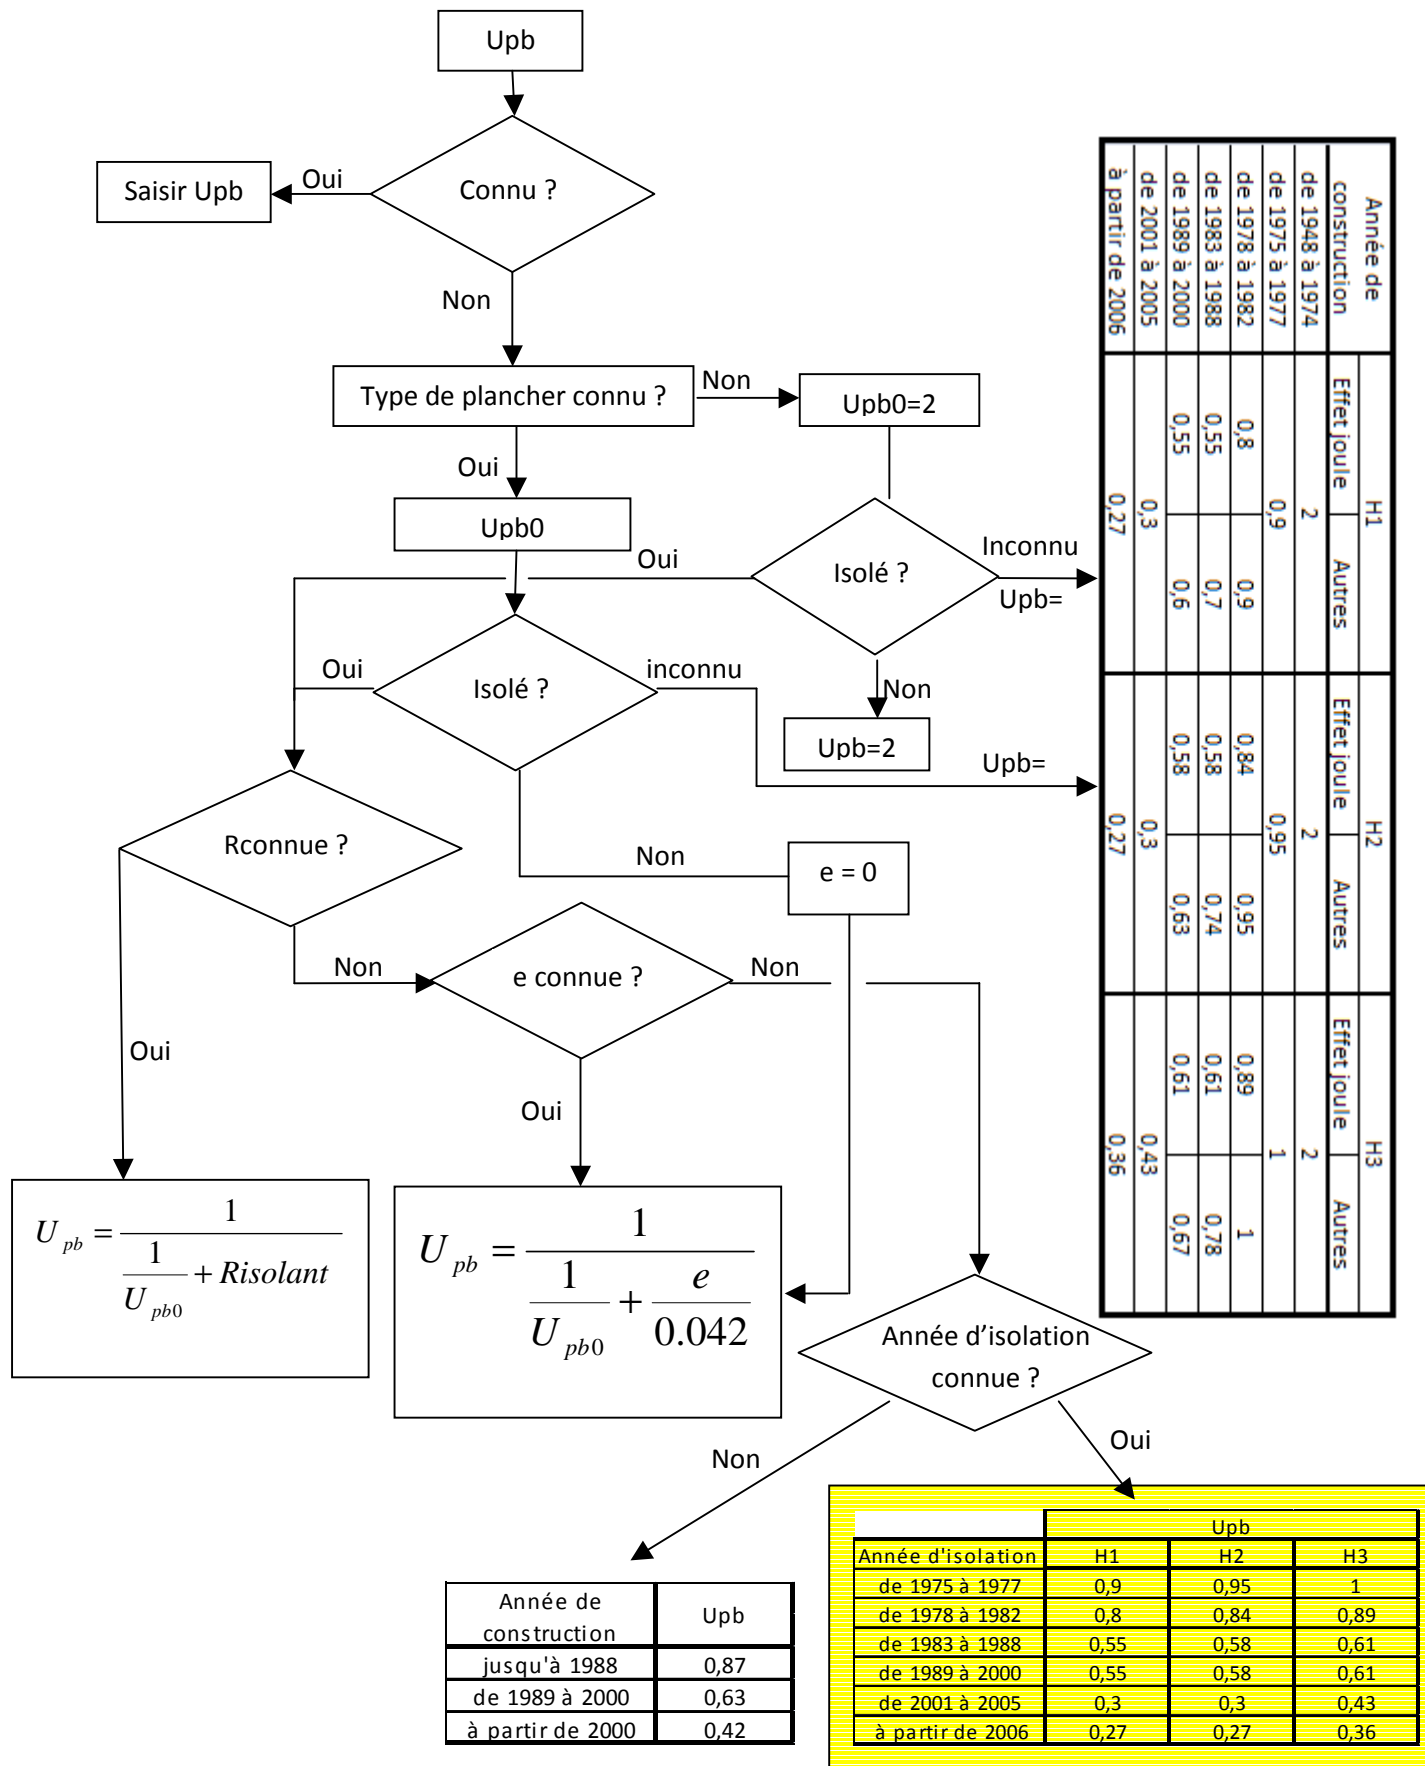 Upb
Connu ?
Oui
Saisir Upb
Non
Type de plancher connu ?
Non
Upb0=2
Oui
Upb0
Isolé ?
Oui
Inconnu
Upb=
Non
Upb=2
Isolé ?
Oui
inconnu
Upb=
Non
e = 0
Rconnue ?
Non
Oui
e connue ?
Non
Oui
U pb = 1 / (1 / U pb0 + Risolant)
U pb = 1 / (1 / U pb0 + e / 0.042)
Année d’isolation
connue ?
Non
Oui
Année de construction H1 H2 H3
Effet joule Autres Effet joule Autres Effet joule Autres
de 1948 à 1974 2 2 2
de 1975 à 1977 0,9 0,95 1
de 1978 à 1982 0,8 0,9 0,84 0,95 0,89 1
de 1983 à 1988 0,55 0,7 0,58 0,74 0,61 0,78
de 1989 à 2000 0,55 0,6 0,58 0,63 0,61 0,67
de 2001 à 2005 0,3 0,3 0,43
à partir de 2006 0,27 0,27 0,36
Année de
construction Upb
jusqu'à 1988 0,87
de 1989 à 2000 0,63
à partir de 2000 0,42
Upb
Année d'isolation H1 H2 H3
de 1975 à 1977 0,9 0,95 1
de 1978 à 1982 0,8 0,84 0,89
de 1983 à 1988 0,55 0,58 0,61
de 1989 à 2000 0,55 0,58 0,61
de 2001 à 2005 0,3 0,3 0,43
à partir de 2006 0,27 0,27 0,36